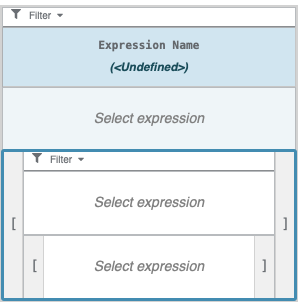 Filter
Expression Name
(<Undefined>)
Select expression
Filter
Select expression
[ ]
[ Select expression ]